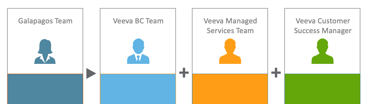 Galapagos Team
Veeva BC Team
Veeva Managed
Services Team
Veeva Customer
Success Manager